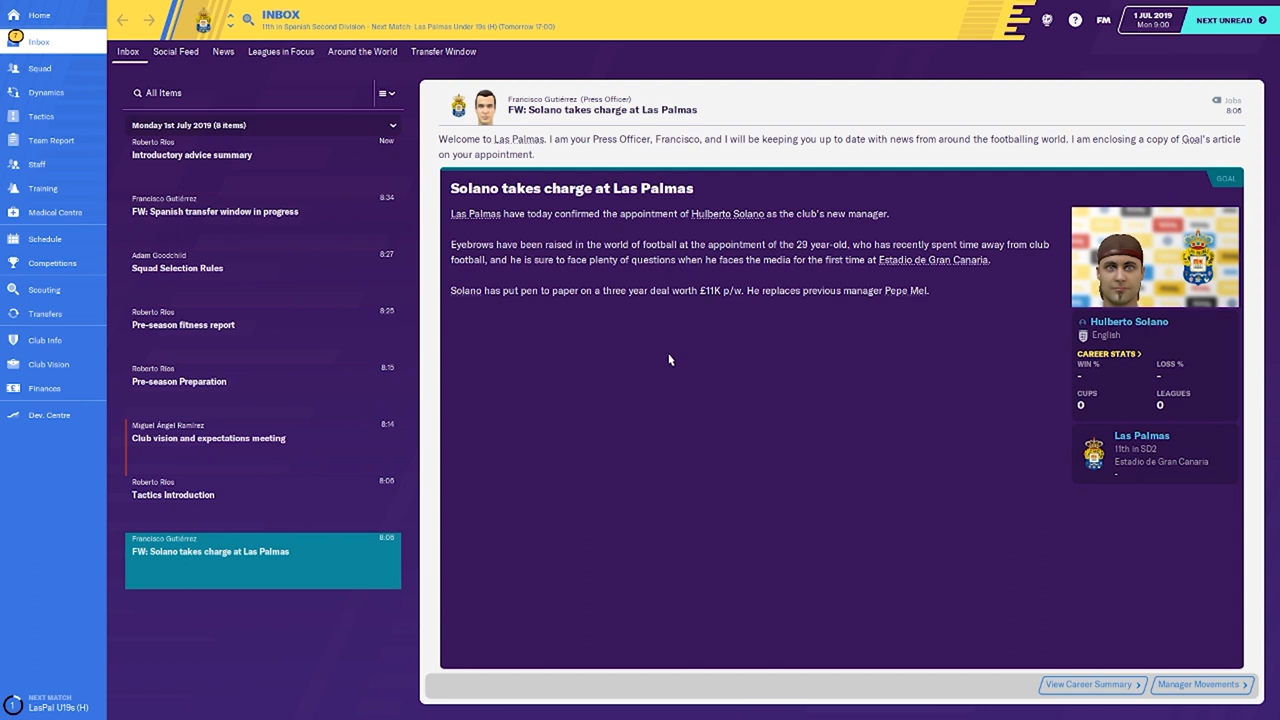 Home
7
Inbox
Squad
Dynamics
Tactics
Team Report
Staff
Training
Medical Centre
Schedule
Competitions
Scouting
Transfers
Club Info
Club Vision
Finances
Dev. Centre
1
NEXT MATCH
LasPal U19s (H)
INBOX
11th in Spanish Second Division - Next Match: Las Palmas Under 19s (H) (Tomorrow 17:00)
?
FM
1 JUL 2019
Mon 9:00
NEXT UNREAD
Inbox
Social Feed
News
Leagues in Focus
Around the World
Transfer Window
All Items
Monday 1st July 2019 (8 items)
Roberto Ríos
Now
Introductory advice summary
Francisco Gutiérrez
8:34
FW: Spanish transfer window in progress
Adam Goodchild
8:27
Squad Selection Rules
Roberto Ríos
8:25
Pre-season fitness report
Roberto Ríos
8:15
Pre-season Preparation
Miguel Ángel Ramírez
8:14
Club vision and expectations meeting
Roberto Ríos
8:06
Tactics Introduction
Francisco Gutiérrez
8:06
FW: Solano takes charge at Las Palmas
Francisco Gutiérrez (Press Officer)
FW: Solano takes charge at Las Palmas
Jobs
8:06
Welcome to Las Palmas. I am your Press Officer, Francisco, and I will be keeping you up to date with news from around the footballing world. I am enclosing a copy of Goal's article
on your appointment.
GOAL
Solano takes charge at Las Palmas
Las Palmas have today confirmed the appointment of Hulberto Solano as the club's new manager.
Eyebrows have been raised in the world of football at the appointment of the 29 year-old, who has recently spent time away from club
football, and he is sure to face plenty of questions when he faces the media for the first time at Estadio de Gran Canaria.
Solano has put pen to paper on a three year deal worth £11K p/w. He replaces previous manager Pepe Mel.
Hulberto Solano
English
CAREER STATS >
WIN %
LOSS %
-
-
CUPS
LEAGUES
0
0
Las Palmas
11th in SD2
Estadio de Gran Canaria
-
View Career Summary >
Manager Movements >